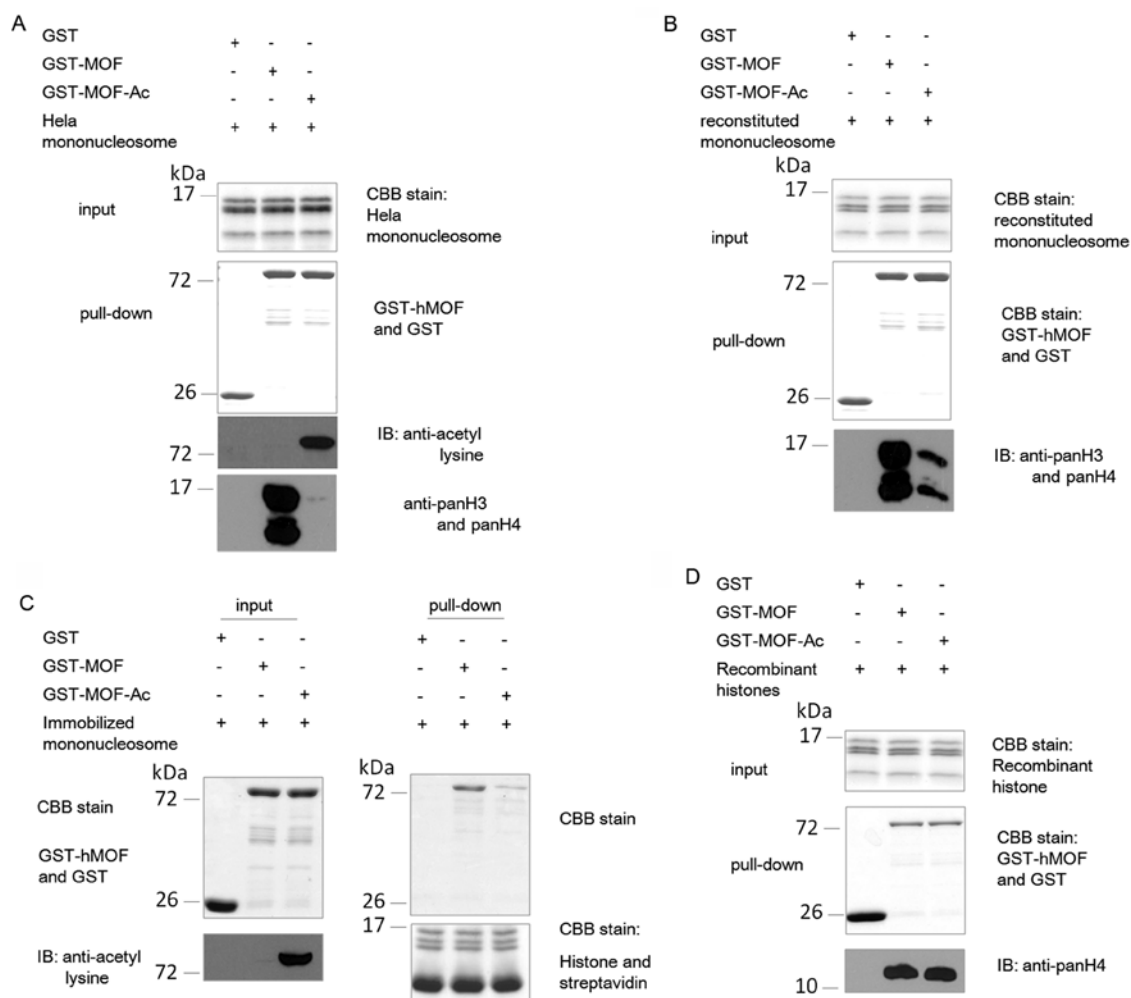 A
GST + - -
GST-MOF - + -
GST-MOF-Ac - - +
Hela
mononucleosome + + +
kDa
17
input
CBB stain:
Hela
mononucleosome
72
pull-down
GST-hMOF
and GST
26
IB: anti-acetyl
lysine
72
17
anti-panH3
and panH4
B
GST + - -
GST-MOF - + -
GST-MOF-Ac - - +
reconstituted
mononucleosome + + +
kDa
17
input
CBB stain:
reconstituted
mononucleosome
72
pull-down
CBB stain:
GST-hMOF
and GST
26
17
IB: anti-panH3
and panH4
C
input
pull-down
GST + - - + - -
GST-MOF - + - - + -
GST-MOF-Ac - - + - - +
Immobilized
mononucleosome + + + + + +
kDa
72
CBB stain
GST-hMOF
and GST
26
IB: anti-acetyl
lysine
72
kDa
72
CBB stain
26
17
CBB stain:
Histone and
streptavidin
D
GST + - -
GST-MOF - + -
GST-MOF-Ac - - +
Recombinant + + +
histones
kDa
17
input
CBB stain:
Recombinant
histone
72
pull-down
CBB stain:
GST-hMOF
and GST
26
IB: anti-panH4
10